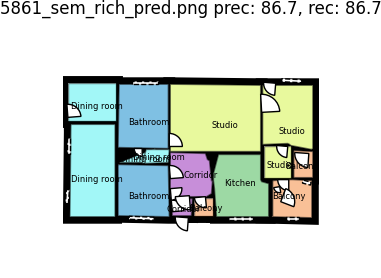 5861_sem_rich_pred.png prec: 86.7, rec: 86.7
Dining room
Bathroom
Studio
Studio
Dining room
Dining room
Studio
Balcony
Dining room
Corridor
Kitchen
Bathroom
Balcony
Corridor
Balcony